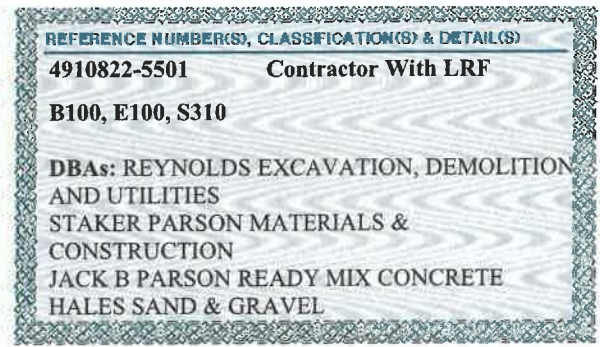 REFERENCE NUMBER(S), CLASSIFICATION(S) & DETAIL(S)
4910822-5501 Contractor With LRF
B100, E100, S310
DBAs: REYNOLDS EXCAVATION, DEMOLITION
AND UTILITIES
STAKER PARSON MATERIALS &
CONSTRUCTION
JACK B PARSON READY MIX CONCRETE
HALES SAND & GRAVEL